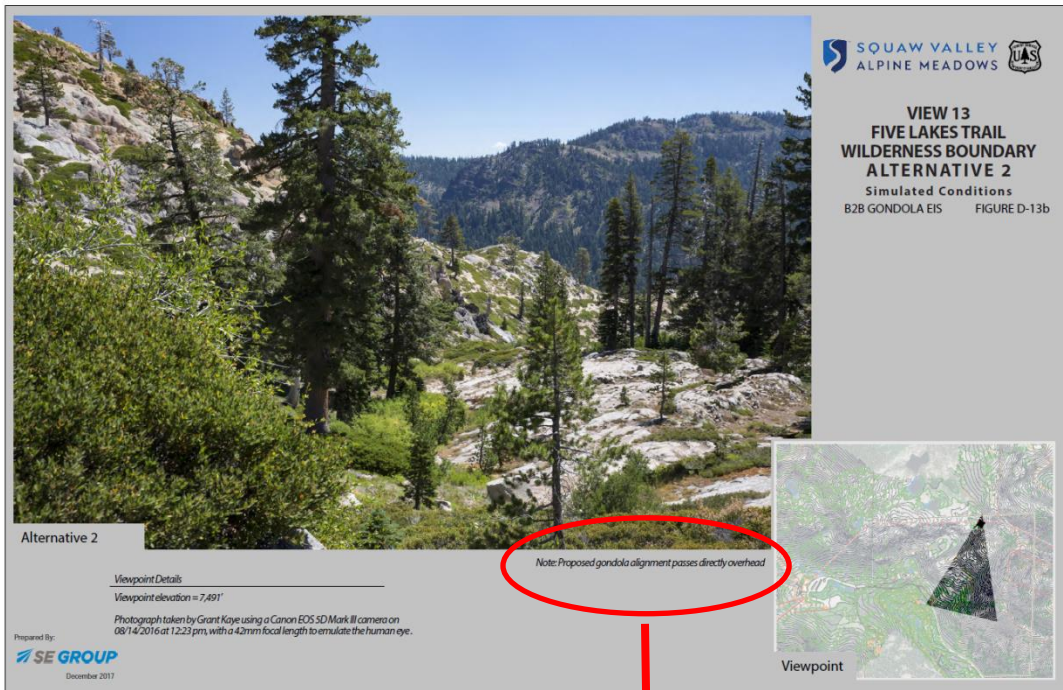 SQUAW VALLEY
ALPINE MEADOWS
UAS
VIEW 13
FIVE LAKES TRAIL
WILDERNESS BOUNDARY
ALTERNATIVE 2
Simulated Conditions
B2B GONDOLA EIS FIGURE D-13b
Alternative 2
Note: Proposed gondola alignment passes directly overhead
Viewpoint Details
Viewpoint elevation = 7,491'
Photograph taken by Grant Kaye using a Canon EOS 5D Mark III camera on
08/14/2016 at 12:23 pm, with a 42mm focal length to emulate the human eye.
Prepared By:
SE GROUP
December 2017
Viewpoint